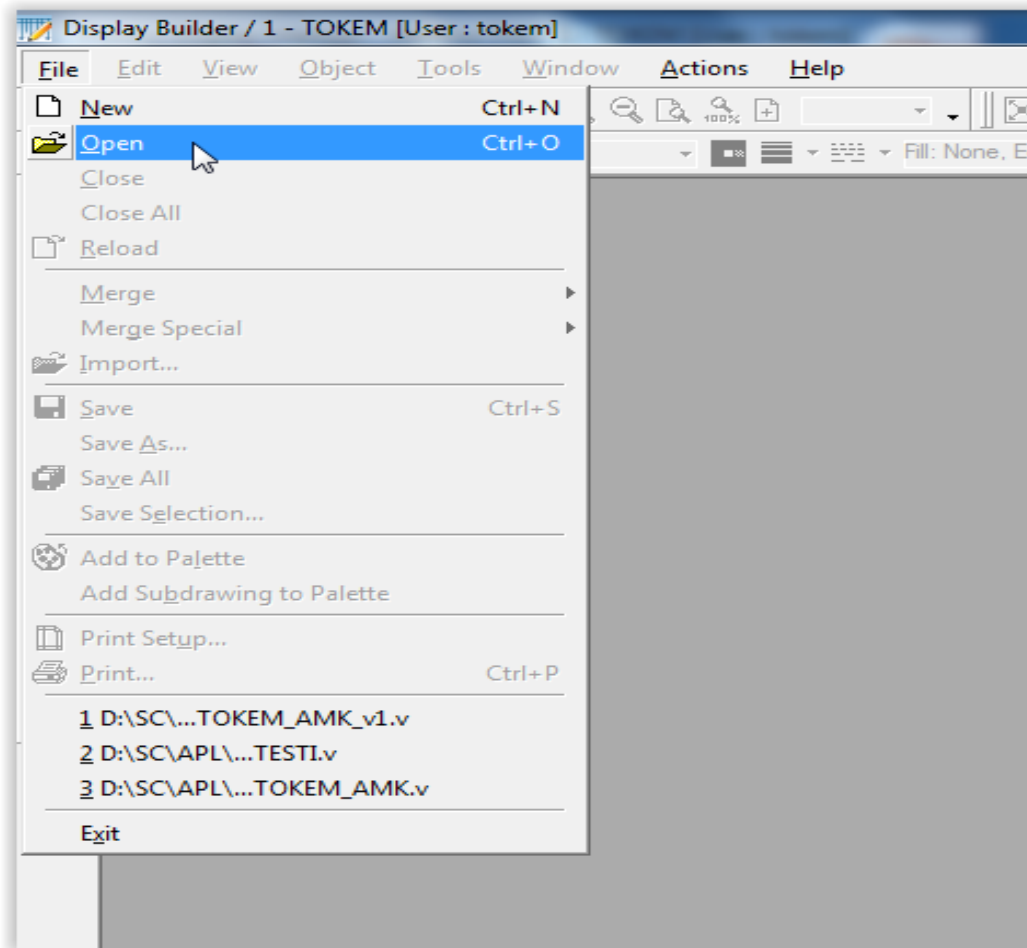 Display Builder / 1 - TOKEM [User : tokem]
File Edit View Object Tools Window Actions Help
New Ctrl+N
100%
Open Ctrl+O
Fill: None, E
Close
Close All
Reload
Merge
Merge Special
Import...
Save Ctrl+S
Save As...
Save All
Save Selection...
Add to Palette
Add Subdrawing to Palette
Print Setup...
Print... Ctrl+P
1 D:\SC\...TOKEM_AMK_v1.v
2 D:\SC\APL\...TESTI.v
3 D:\SC\APL\...TOKEM_AMK.v
Exit